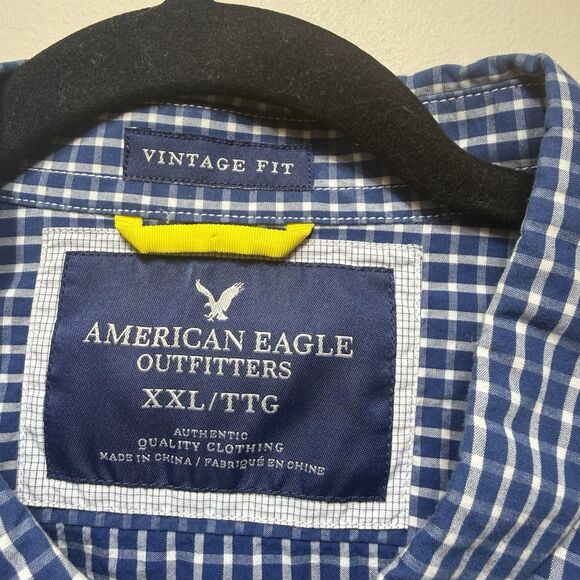 VINTAGE FIT
AMERICAN EAGLE
OUTFITTERS
XXL/TTG
AUTHENTIC
QUALITY CLOTHING
MADE IN CHINA / FABRIQUÉ EN CHINE